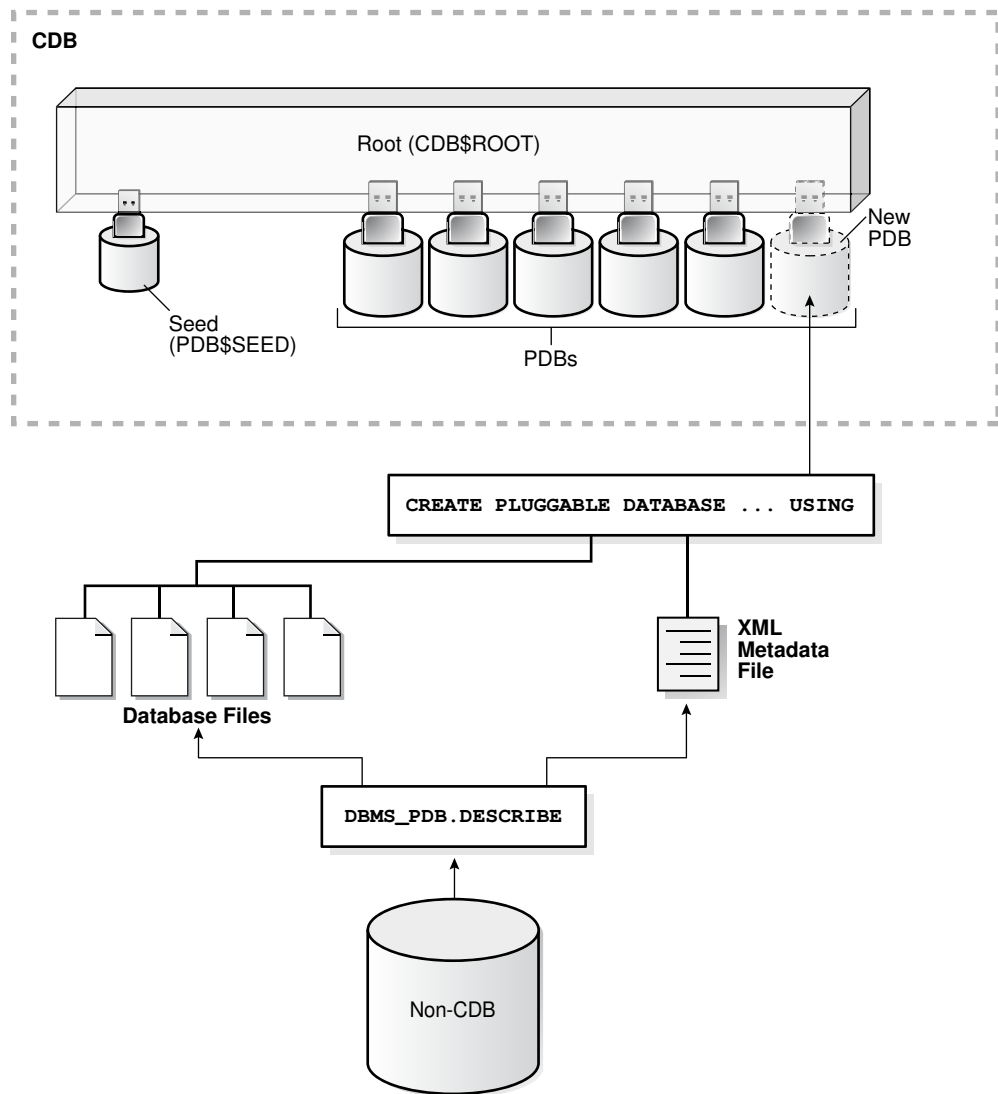 CDB
Root (CDB$ROOT)
New
PDB
Seed
(PDB$SEED)
PDBs
CREATE PLUGGABLE DATABASE ... USING
XML
Metadata
File
Database Files
DBMS_PDB.DESCRIBE
Non-CDB